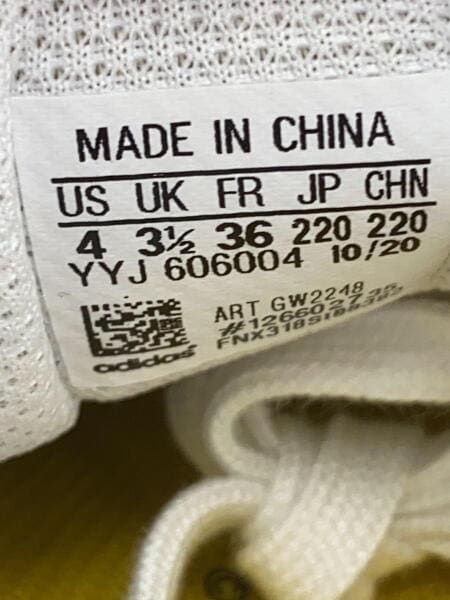 MADE IN CHINA
US UK FR JP CHN
4 3½ 36 220 220
YYJ 606004 10/20
ART GW2248
adidas